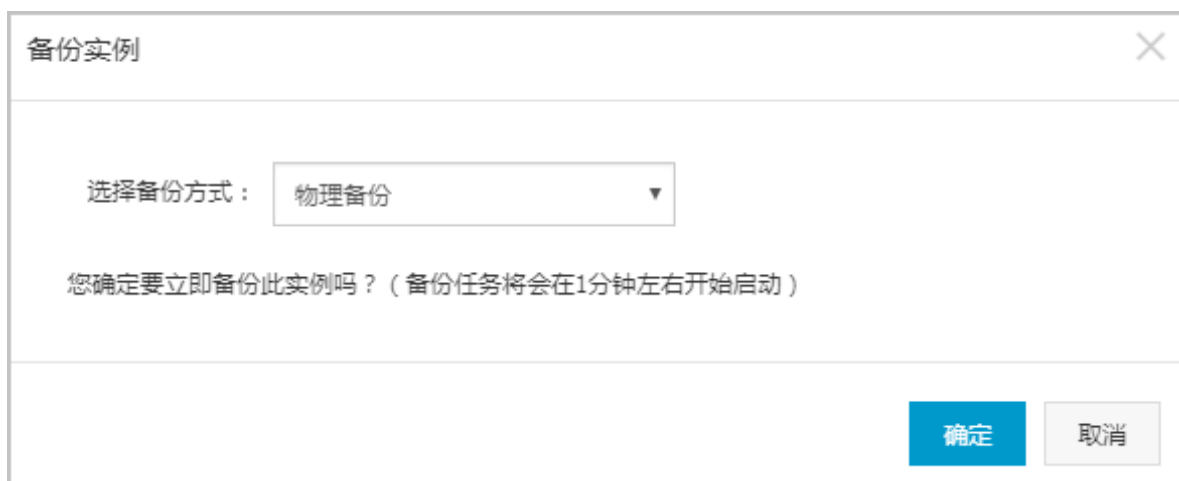 备份实例
选择备份方式：
物理备份
您确定要立即备份此实例吗？（备份任务将会在1分钟左右开始启动）
确定
取消